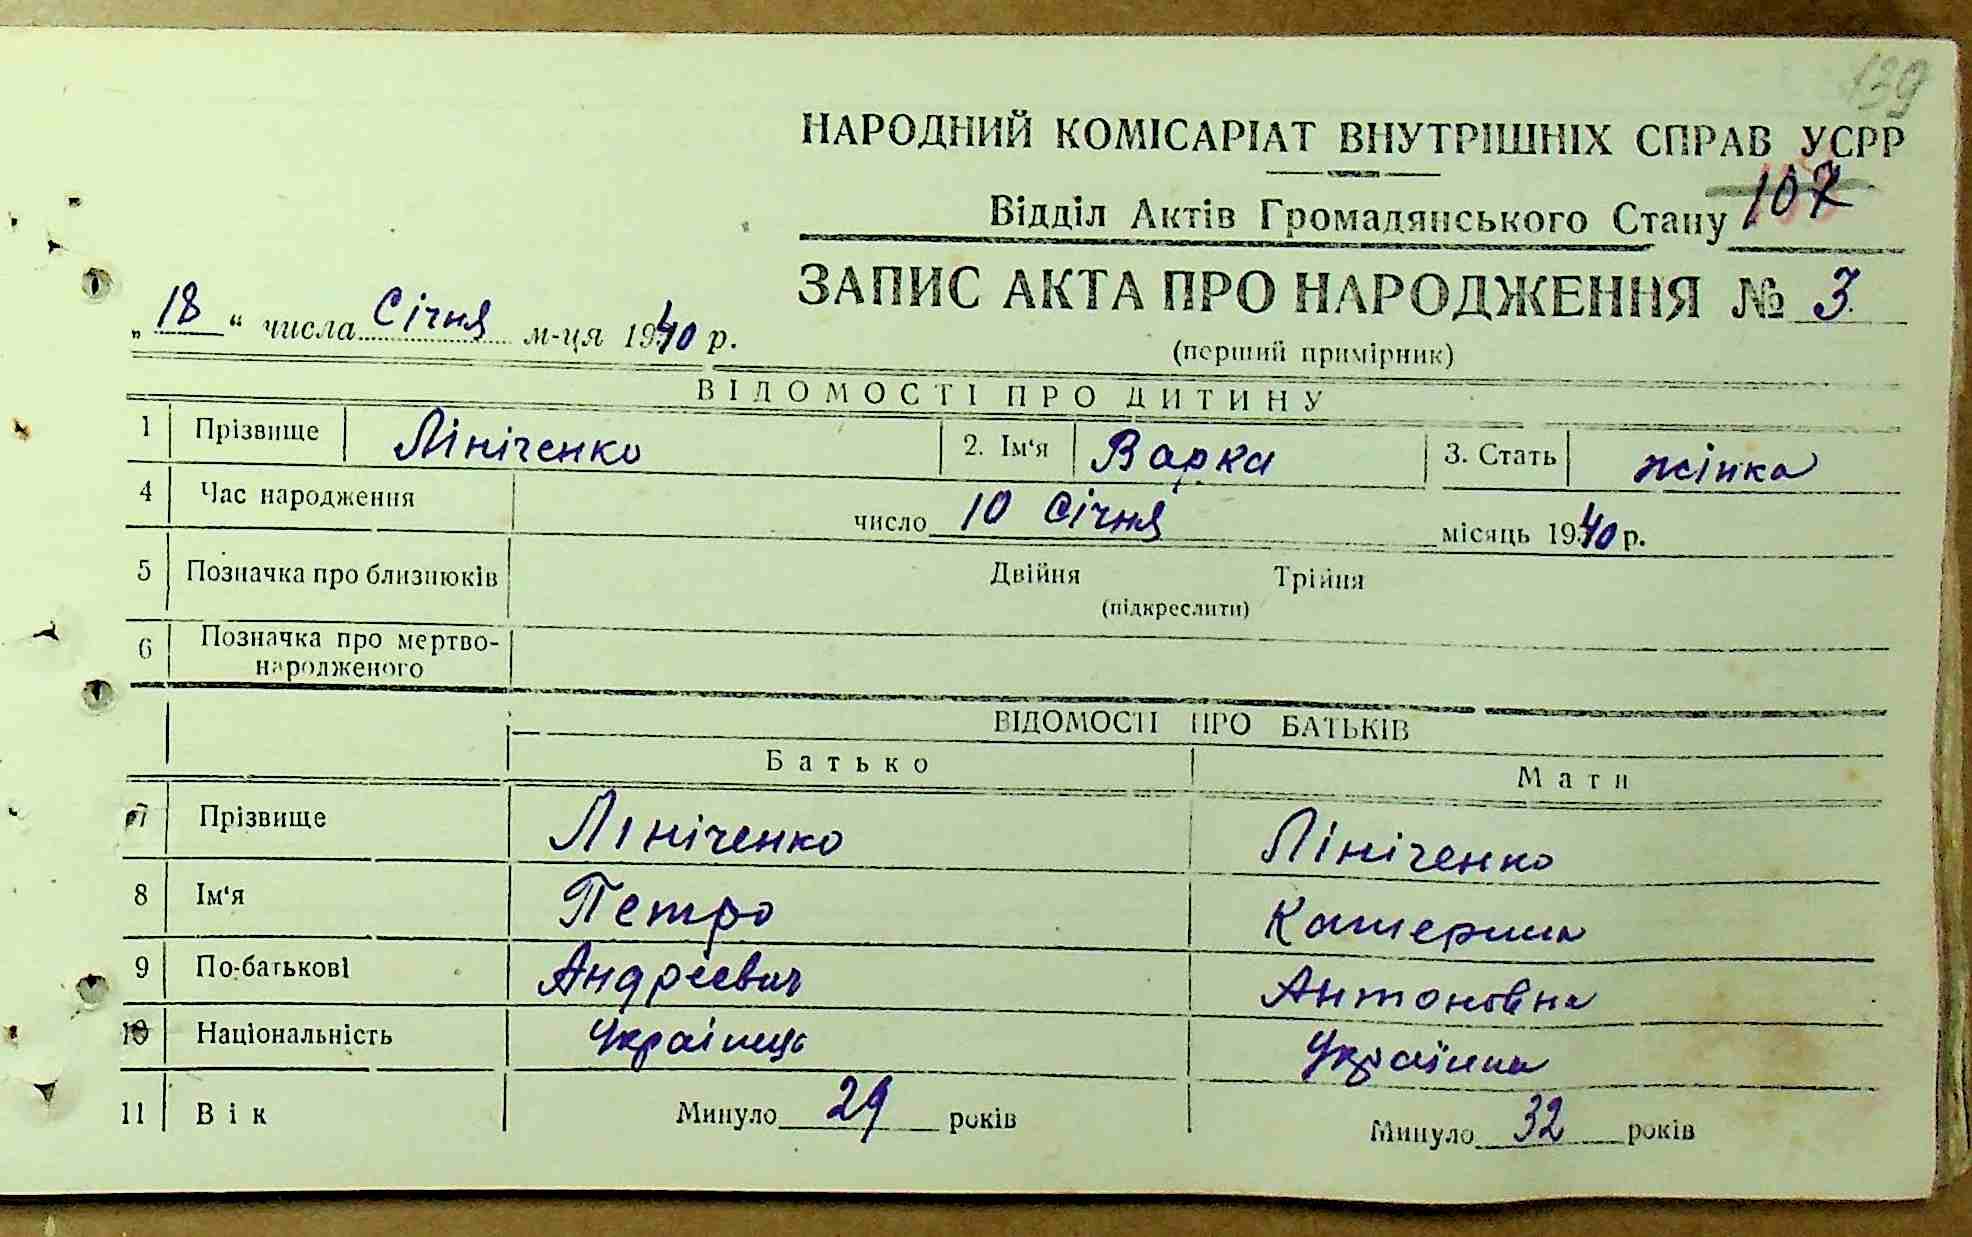 139
НАРОДНИЙ КОМІСАРІАТ ВНУТРІШНІХ СПРАВ УСРР
107
Відділ Актів Громадянського Стану
ЗАПИС АКТА ПРО НАРОДЖЕННЯ № 3
„18“ числа Січня м-ця 1940 р.
(перший примірник)
ВІДОМОСТІ ПРО ДИТИНУ
1 Прізвище Лініченко 2. Ім‘я Варка 3. Стать жінка
4 Час народження число 10 Січня місяць 1940 р.
5 Позначка про близнюків Двійня Трійня
(підкреслити)
6 Позначка про мертво-
народженого
ВІДОМОСТІ ПРО БАТЬКІВ
Батько Мати
7 Прізвище Лініченко Лініченко
8 Ім‘я Петро Катерина
9 По-батькові Андреевич Антоновна
10 Національність Українець Українка
11 Вік Минуло 29 років Минуло 32 років